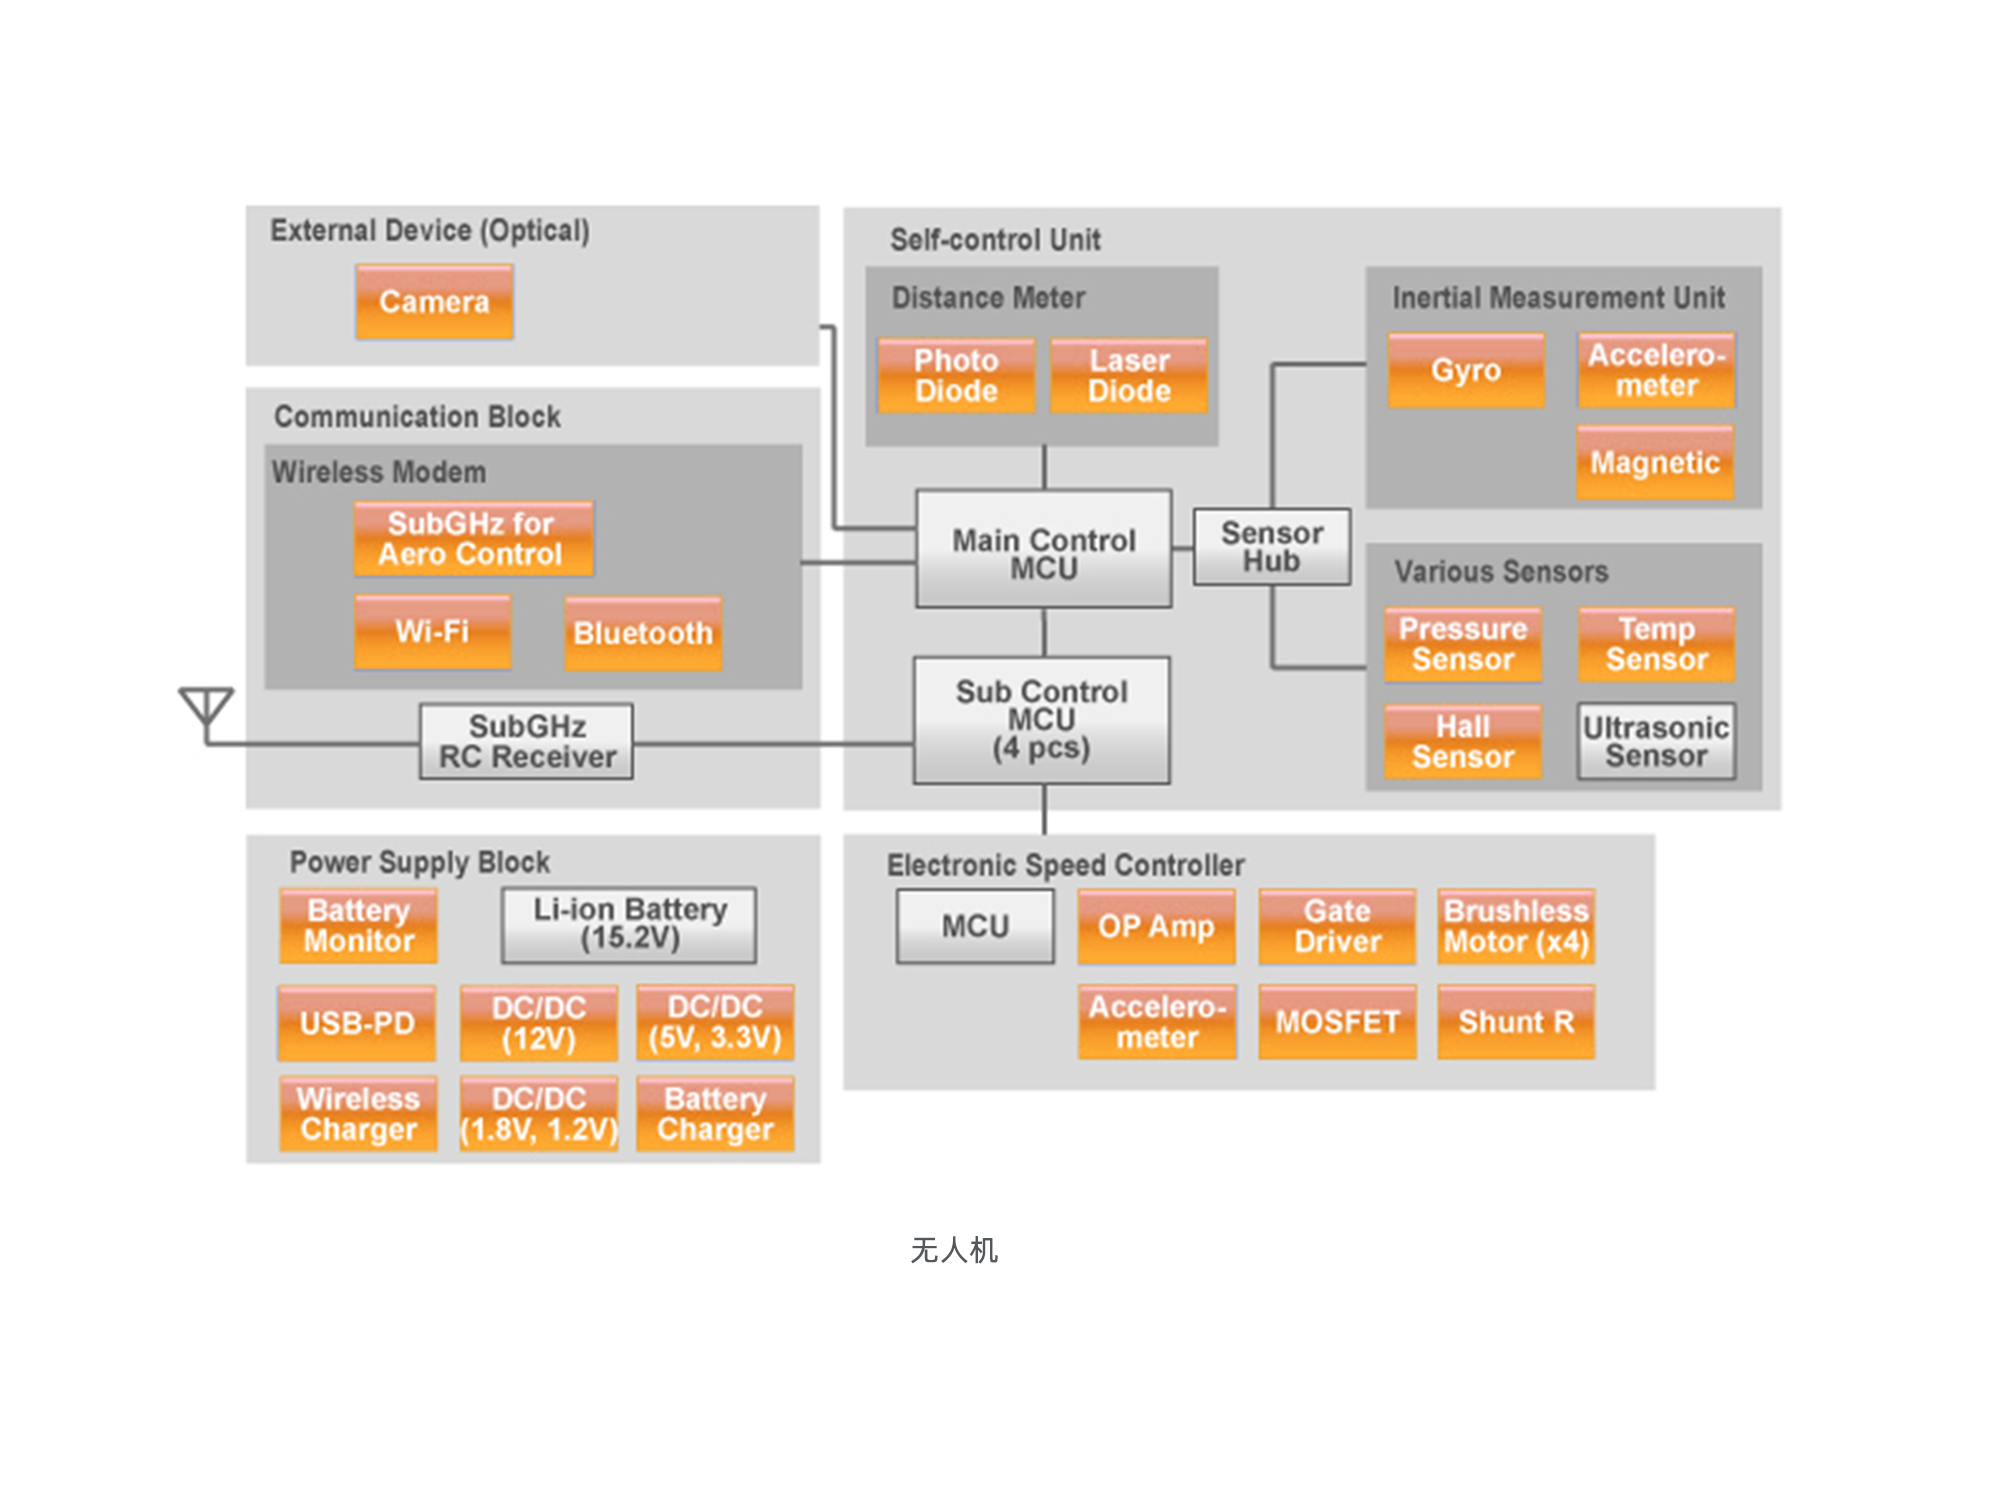 External Device (Optical)
Camera
Communication Block
Wireless Modem
SubGHz for
Aero Control
Wi-Fi
Bluetooth
SubGHz
RC Receiver
Self-control Unit
Distance Meter
Photo
Diode
Laser
Diode
Main Control
MCU
Sub Control
MCU
(4 pcs)
Sensor
Hub
Inertial Measurement Unit
Gyro
Accelero-
meter
Magnetic
Various Sensors
Pressure
Sensor
Temp
Sensor
Hall
Sensor
Ultrasonic
Sensor
Power Supply Block
Battery
Monitor
Li-ion Battery
(15.2V)
USB-PD
DC/DC
(12V)
DC/DC
(5V, 3.3V)
Wireless
Charger
DC/DC
(1.8V, 1.2V)
Battery
Charger
Electronic Speed Controller
MCU
OP Amp
Gate
Driver
Brushless
Motor (x4)
Accelero-
meter
MOSFET
Shunt R
无人机